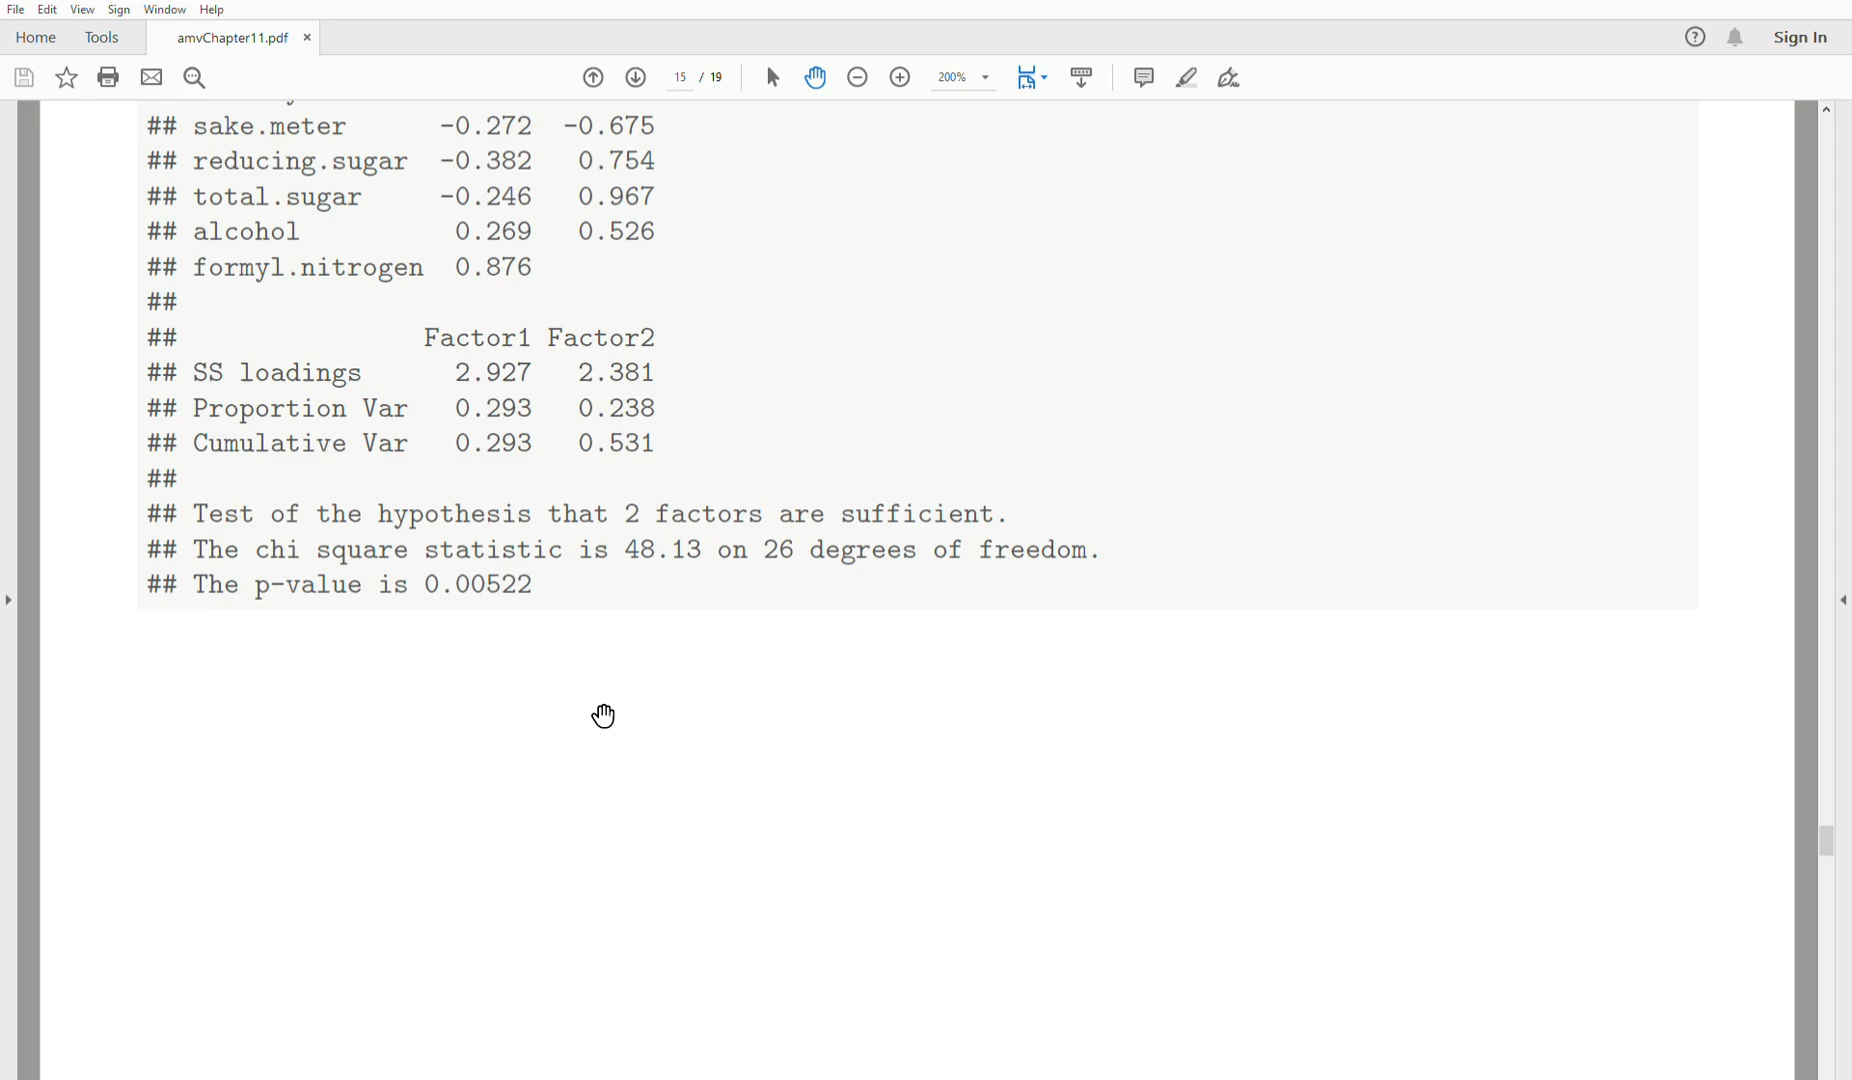 File Edit View Sign Window Help
Home Tools amvChapter11.pdf × Sign In
15 / 19 200%
## sake.meter -0.272 -0.675
## reducing.sugar -0.382 0.754
## total.sugar -0.246 0.967
## alcohol 0.269 0.526
## formyl.nitrogen 0.876
##
## Factor1 Factor2
## SS loadings 2.927 2.381
## Proportion Var 0.293 0.238
## Cumulative Var 0.293 0.531
##
## Test of the hypothesis that 2 factors are sufficient.
## The chi square statistic is 48.13 on 26 degrees of freedom.
## The p-value is 0.00522